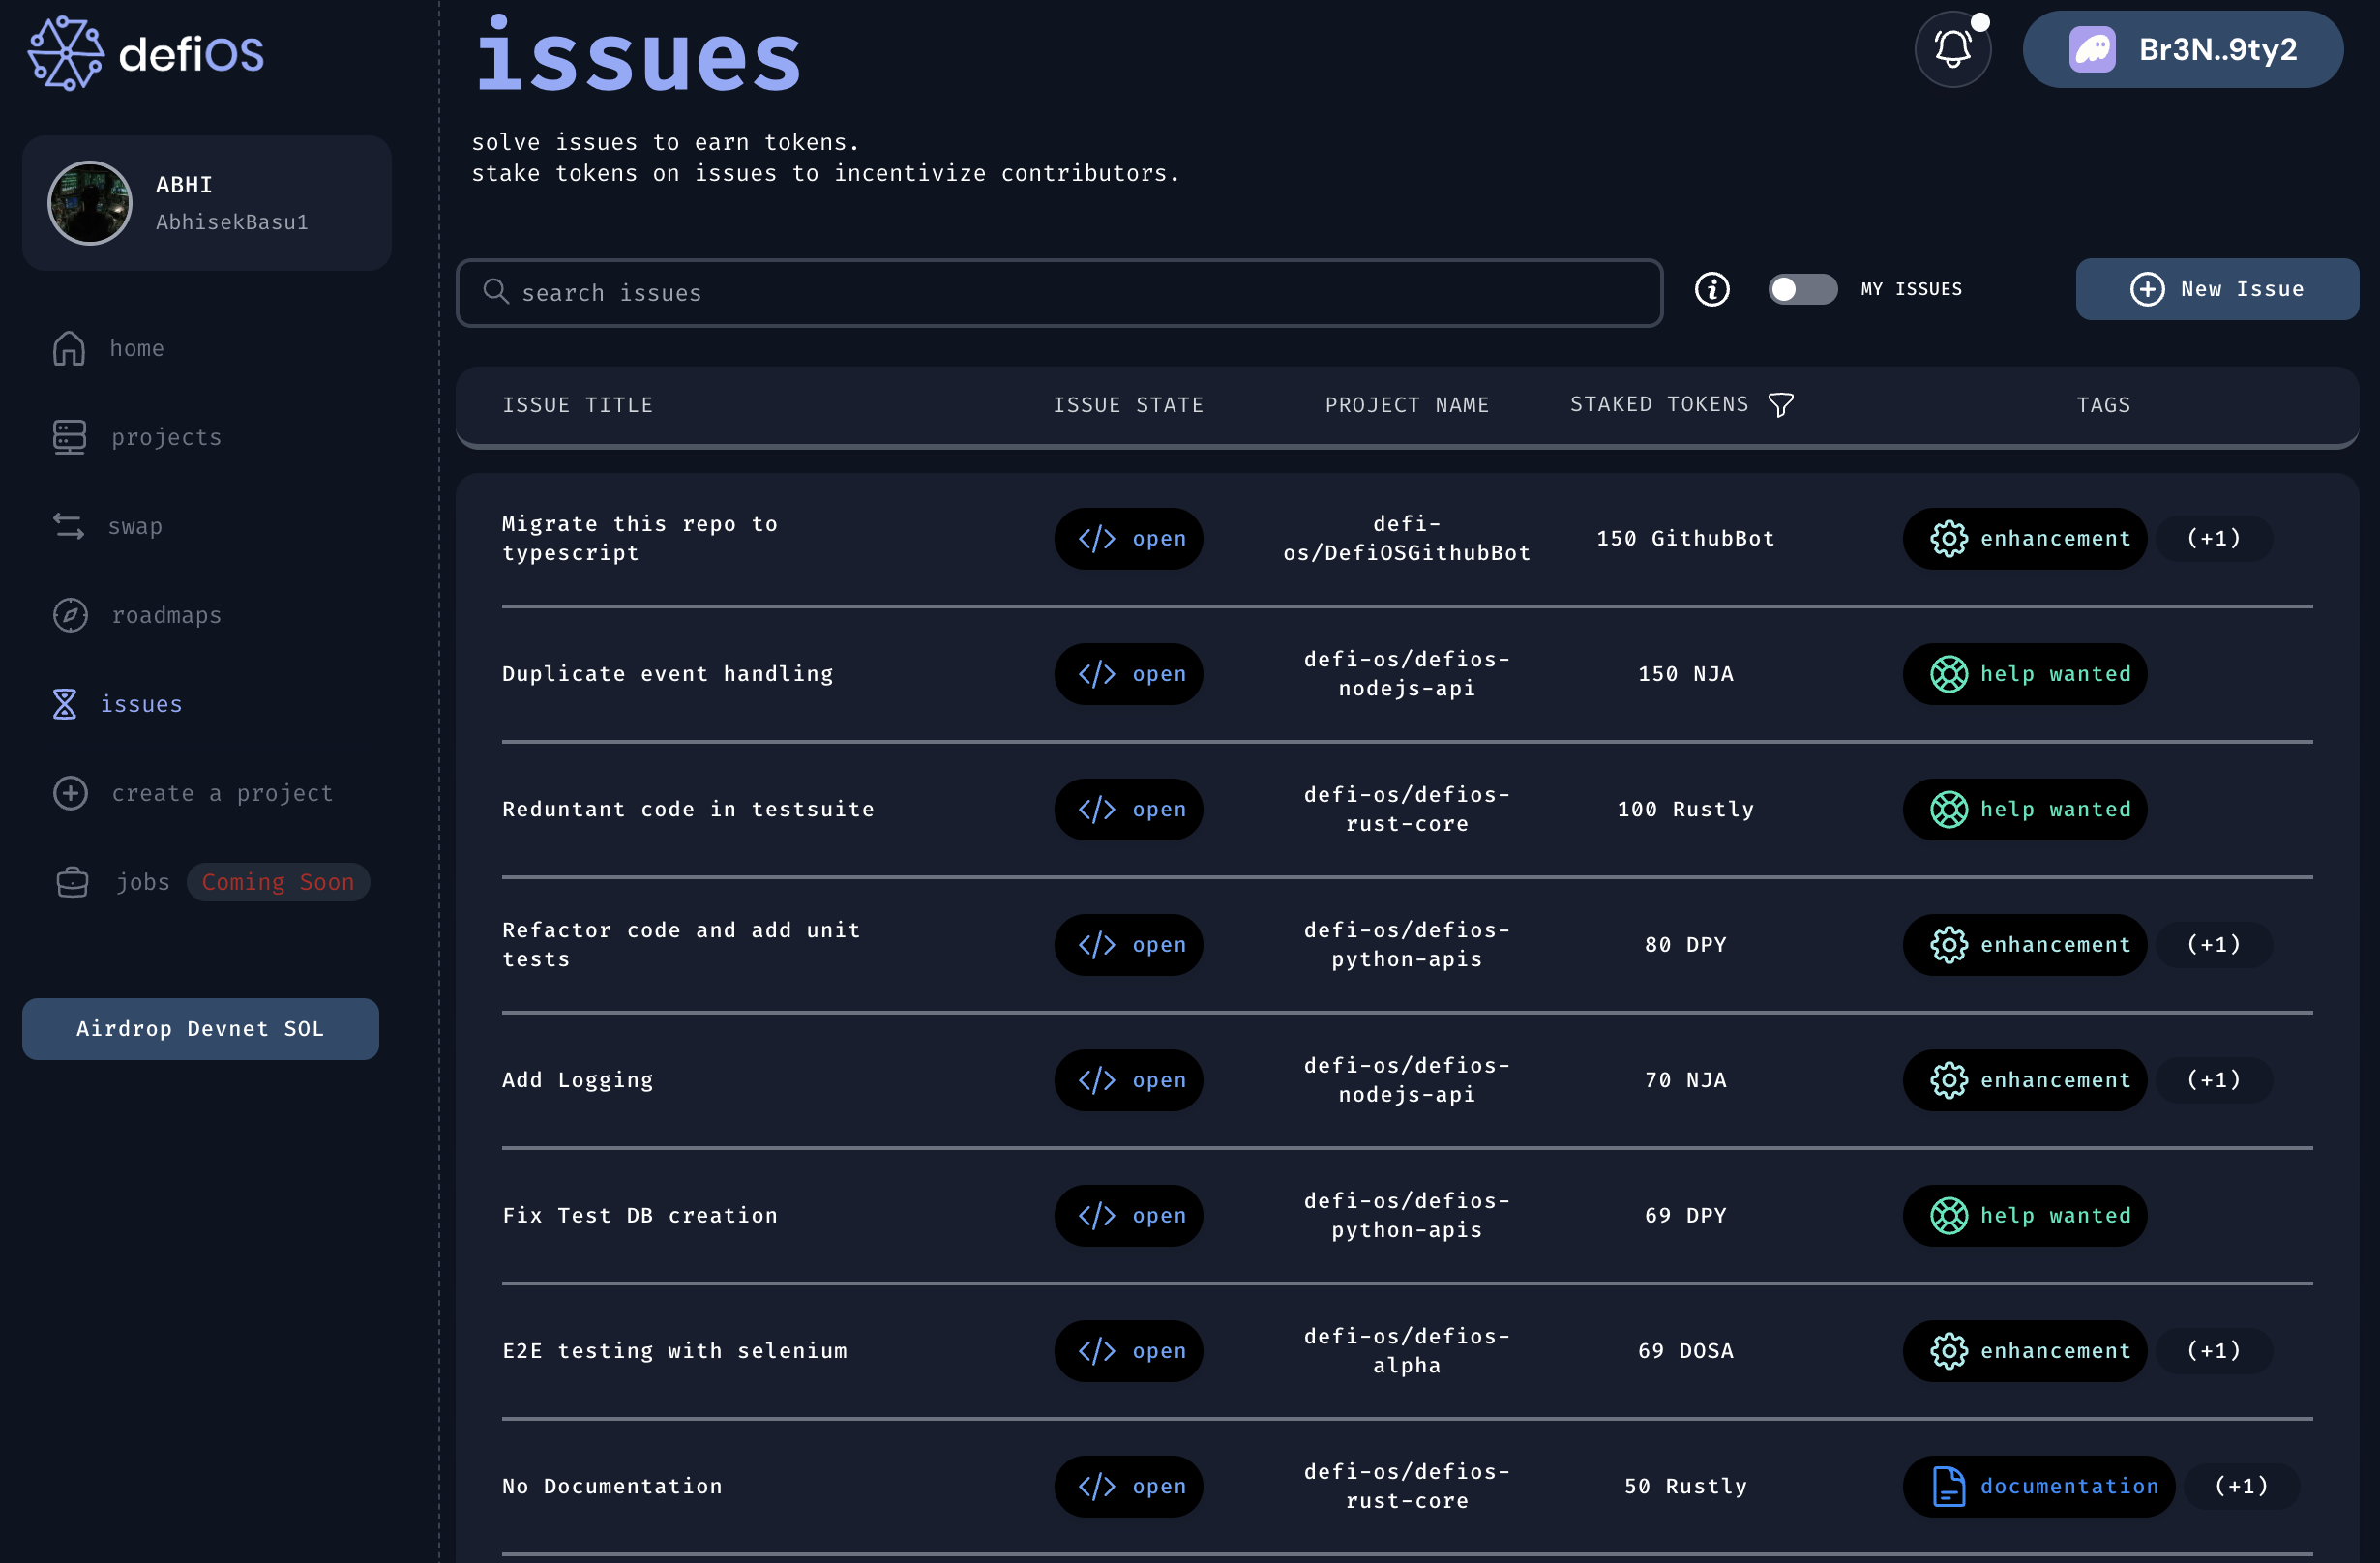 defiOS
issues
Br3N..9ty2
solve issues to earn tokens.
stake tokens on issues to incentivize contributors.
ABHI
AbhisekBasu1
home
projects
swap
roadmaps
issues
create a project
jobs Coming Soon
Airdrop Devnet SOL
search issues
MY ISSUES
New Issue
ISSUE TITLE ISSUE STATE PROJECT NAME STAKED TOKENS TAGS
Migrate this repo to
typescript
open
defi-
os/DefiOSGithubBot
150 GithubBot
enhancement (+1)
Duplicate event handling
open
defi-os/defios-
nodejs-api
150 NJA
help wanted
Reduntant code in testsuite
open
defi-os/defios-
rust-core
100 Rustly
help wanted
Refactor code and add unit
tests
open
defi-os/defios-
python-apis
80 DPY
enhancement (+1)
Add Logging
open
defi-os/defios-
nodejs-api
70 NJA
enhancement (+1)
Fix Test DB creation
open
defi-os/defios-
python-apis
69 DPY
help wanted
E2E testing with selenium
open
defi-os/defios-
alpha
69 DOSA
enhancement (+1)
No Documentation
open
defi-os/defios-
rust-core
50 Rustly
documentation (+1)